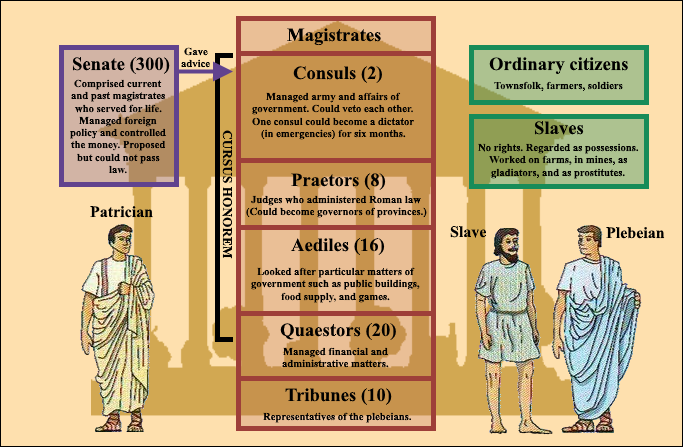 Magistrates
Senate (300)
Comprised current
and past magistrates
who served for life.
Managed foreign
policy and controlled
the money. Proposed
but could not pass
law.
Gave
advice
Consuls (2)
Managed army and affairs of
government. Could veto each other.
One consul could become a dictator
(in emergencies) for six months.
CURSUS HONOREM
Praetors (8)
Judges who administered Roman law
(Could become governors of provinces.)
Aediles (16)
Looked after particular matters of
government such as public buildings,
food supply, and games.
Quaestors (20)
Managed financial and
administrative matters.
Tribunes (10)
Representatives of the plebeians.
Ordinary citizens
Townsfolk, farmers, soldiers
Slaves
No rights. Regarded as possessions.
Worked on farms, in mines, as
gladiators, and as prostitutes.
Patrician
Slave
Plebeian